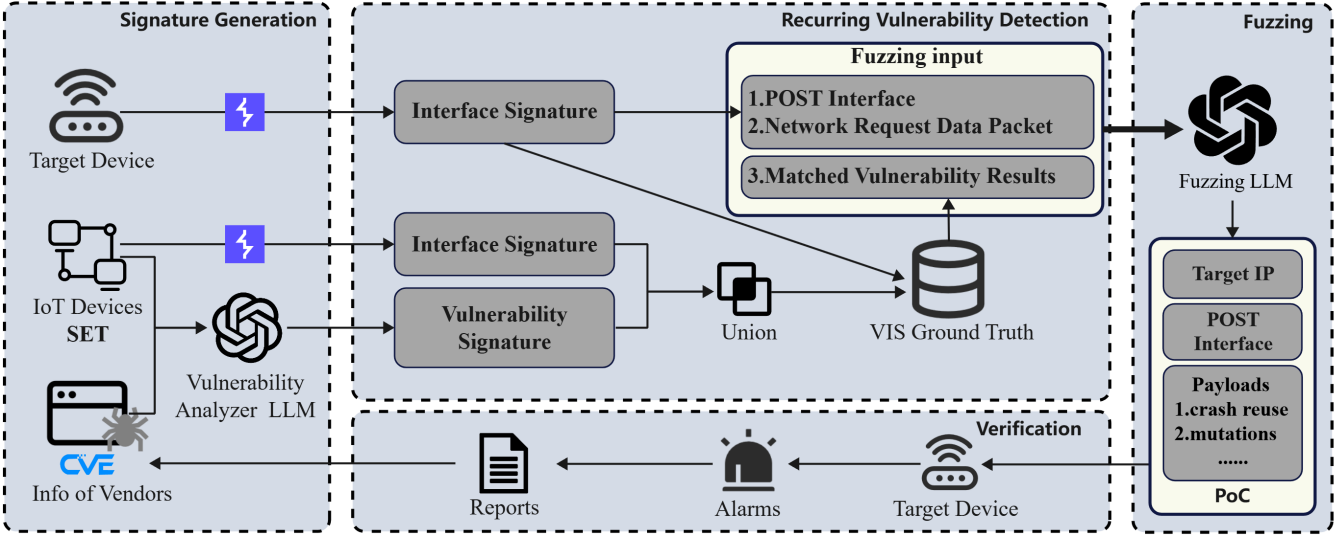 Signature Generation
Target Device
IoT Devices
SET
Vulnerability
Analyzer LLM
CVE
Info of Vendors
Recurring Vulnerability Detection
Interface Signature
Fuzzing input
1.POST Interface
2.Network Request Data Packet
3.Matched Vulnerability Results
Interface Signature
Vulnerability
Signature
Union
VIS Ground Truth
Fuzzing
Fuzzing LLM
Target IP
POST
Interface
Payloads
1.crash reuse
2.mutations
......
PoC
Verification
Reports
Alarms
Target Device